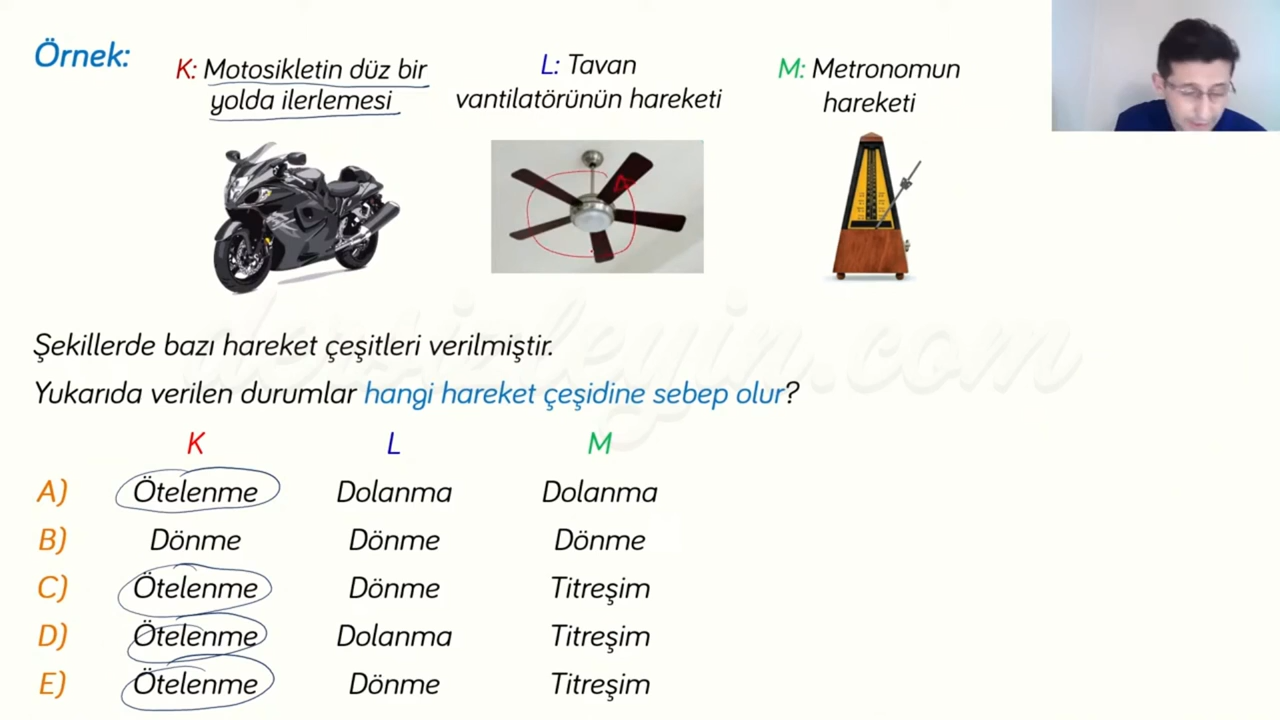 Örnek:
K: Motosikletin düz bir
yolda ilerlemesi
L: Tavan
vantilatörünün hareketi
M: Metronomun
hareketi
dersizleyin.com
Şekillerde bazı hareket çeşitleri verilmiştir.
Yukarıda verilen durumlar hangi hareket çeşidine sebep olur?
K L M
A) Ötelenme Dolanma Dolanma
B) Dönme Dönme Dönme
C) Ötelenme Dönme Titreşim
D) Ötelenme Dolanma Titreşim
E) Ötelenme Dönme Titreşim